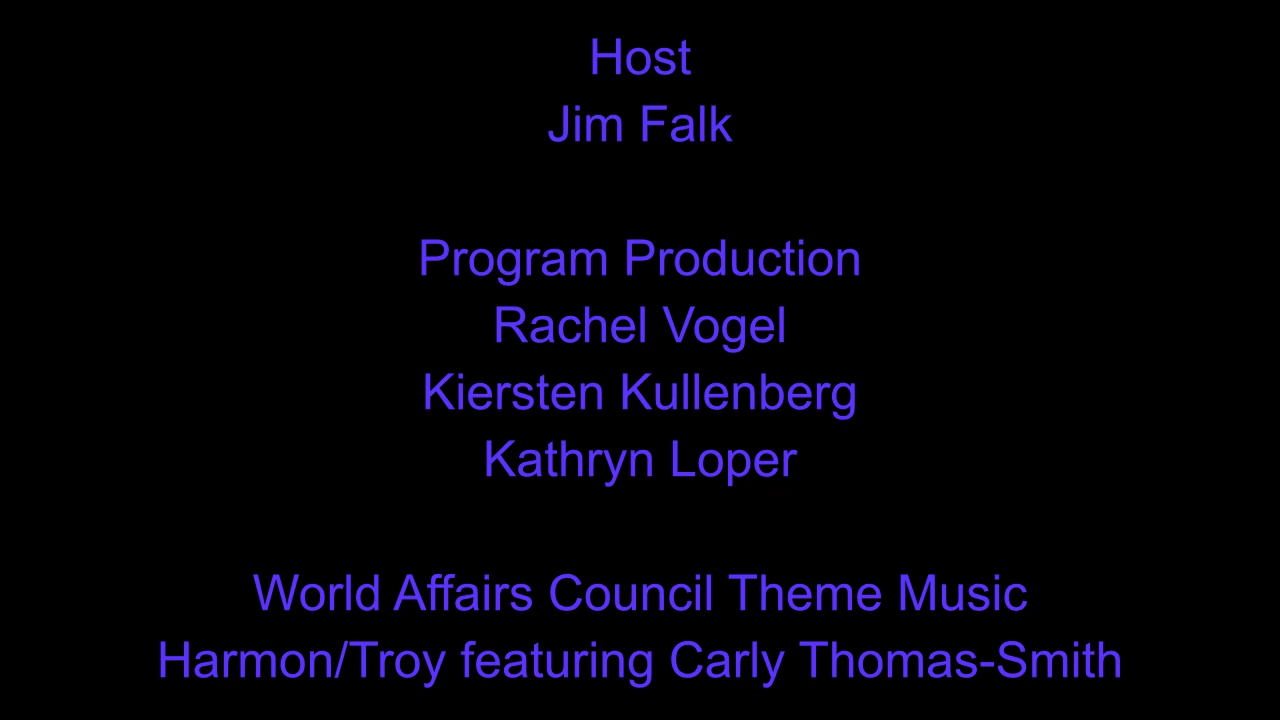 Host
Jim Falk
Program Production
Rachel Vogel
Kiersten Kullenberg
Kathryn Loper
World Affairs Council Theme Music
Harmon/Troy featuring Carly Thomas-Smith